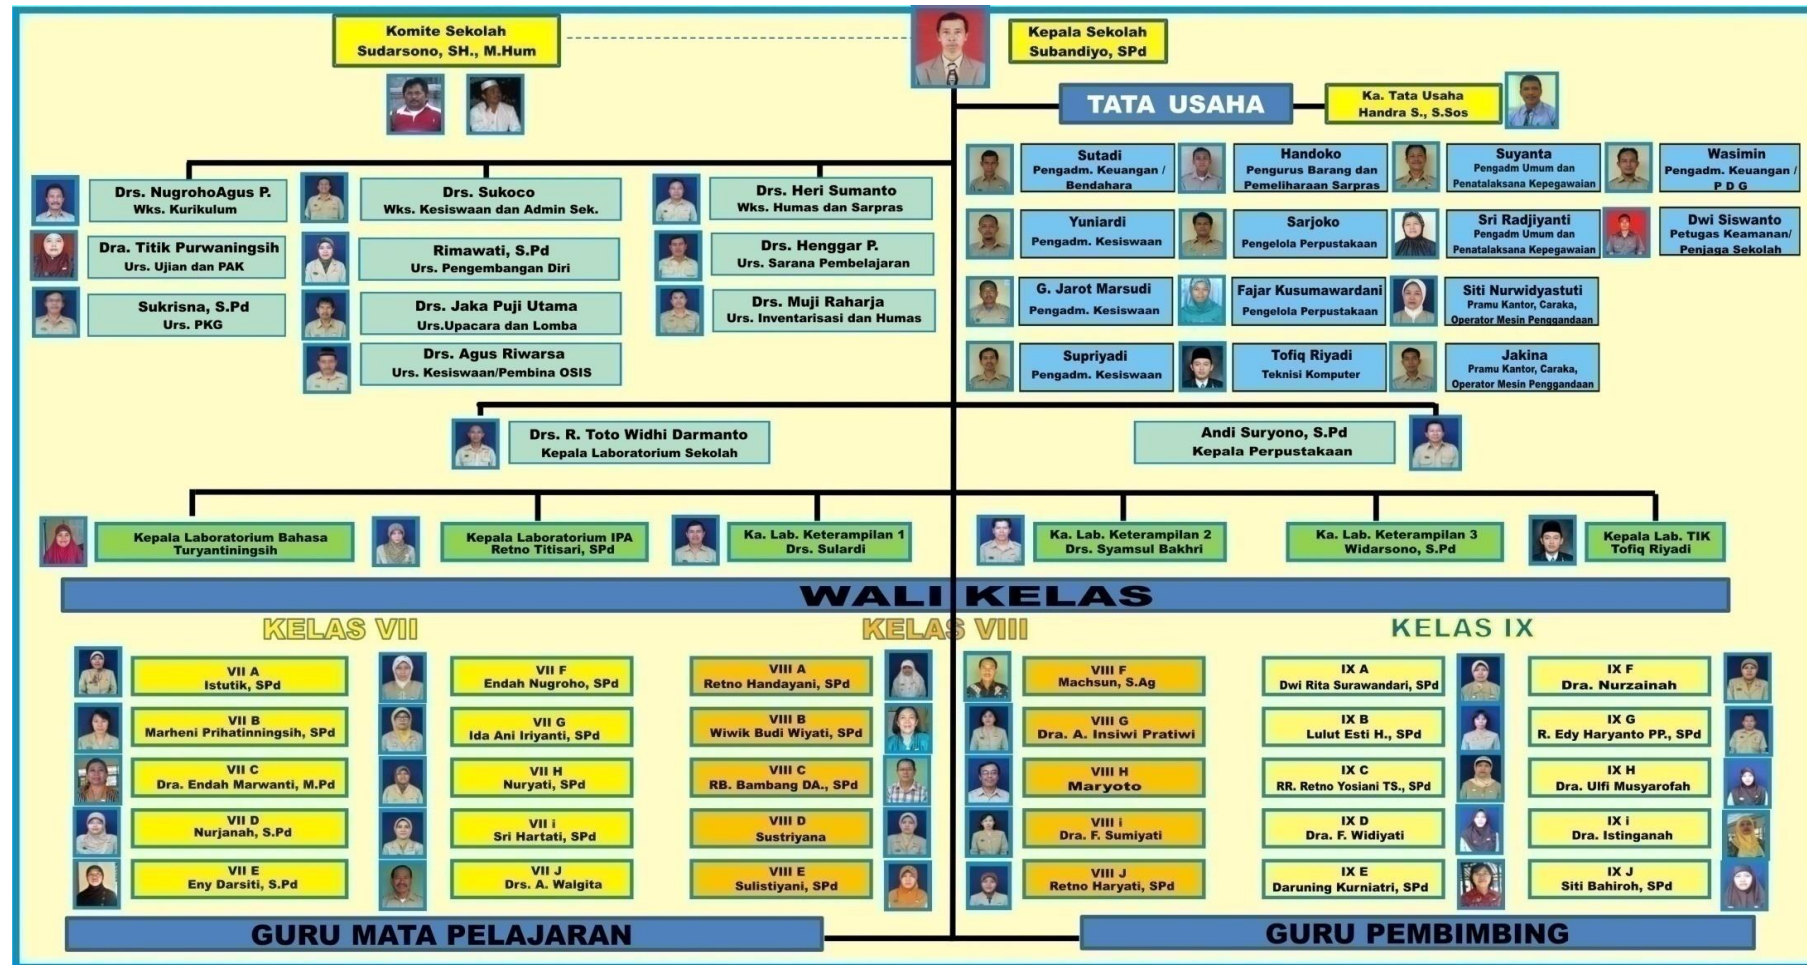 Komite Sekolah
Sudarsono, SH., M.Hum
Kepala Sekolah
Subandiyo, SPd
TATA USAHA
Ka. Tata Usaha
Handra S., S.Sos
Drs. NugrohoAgus P.
Wks. Kurikulum
Dra. Titik Purwaningsih
Urs. Ujian dan PAK
Sukrisna, S.Pd
Urs. PKG
Drs. Sukoco
Wks. Kesiswaan dan Admin Sek.
Rimawati, S.Pd
Urs. Pengembangan Diri
Drs. Jaka Puji Utama
Urs.Upacara dan Lomba
Drs. Agus Riwarsa
Urs. Kesiswaan/Pembina OSIS
Drs. Heri Sumanto
Wks. Humas dan Sarpras
Drs. Henggar P.
Urs. Sarana Pembelajaran
Drs. Muji Raharja
Urs. Inventarisasi dan Humas
Sutadi
Pengadm. Keuangan /
Bendahara
Yuniardi
Pengadm. Kesiswaan
G. Jarot Marsudi
Pengadm. Kesiswaan
Supriyadi
Pengadm. Kesiswaan
Handoko
Pengurus Barang dan
Pemeliharaan Sarpras
Sarjoko
Pengelola Perpustakaan
Fajar Kusumawardani
Pengelola Perpustakaan
Tofiq Riyadi
Teknisi Komputer
Suyanta
Pengadm Umum dan
Penatalaksana Kepegawaian
Sri Radjiyanti
Pengadm Umum dan
Penatalaksana Kepegawaian
Siti Nurwidyastuti
Pramu Kantor, Caraka,
Operator Mesin Penggandaan
Jakina
Pramu Kantor, Caraka,
Operator Mesin Penggandaan
Wasimin
Pengadm. Keuangan /
P D G
Dwi Siswanto
Petugas Keamanan/
Penjaga Sekolah
Drs. R. Toto Widhi Darmanto
Kepala Laboratorium Sekolah
Andi Suryono, S.Pd
Kepala Perpustakaan
Kepala Laboratorium Bahasa
Turyantiningsih
Kepala Laboratorium IPA
Retno Titisari, SPd
Ka. Lab. Keterampilan 1
Drs. Sulardi
Ka. Lab. Keterampilan 2
Drs. Syamsul Bakhri
Ka. Lab. Keterampilan 3
Widarsono, S.Pd
Kepala Lab. TIK
Tofiq Riyadi
WALI KELAS
KELAS VII
VII A
Istutik, SPd
VII B
Marheni Prihatinningsih, SPd
VII C
Dra. Endah Marwanti, M.Pd
VII D
Nurjanah, S.Pd
VII E
Eny Darsiti, S.Pd
VII F
Endah Nugroho, SPd
VII G
Ida Ani Iriyanti, SPd
VII H
Nuryati, SPd
VII i
Sri Hartati, SPd
VII J
Drs. A. Walgita
KELAS VIII
VIII A
Retno Handayani, SPd
VIII B
Wiwik Budi Wiyati, SPd
VIII C
RB. Bambang DA., SPd
VIII D
Sustriyana
VIII E
Sulistiyani, SPd
VIII F
Machsun, S.Ag
VIII G
Dra. A. Insiwi Pratiwi
VIII H
Maryoto
VIII i
Dra. F. Sumiyati
VIII J
Retno Haryati, SPd
KELAS IX
IX A
Dwi Rita Surawandari, SPd
IX B
Lulut Esti H., SPd
IX C
RR. Retno Yosiani TS., SPd
IX D
Dra. F. Widiyati
IX E
Daruning Kurniatri, SPd
IX F
Dra. Nurzainah
IX G
R. Edy Haryanto PP., SPd
IX H
Dra. Ulfi Musyarofah
IX i
Dra. Istinganah
IX J
Siti Bahiroh, SPd
GURU MATA PELAJARAN
GURU PEMBIMBING